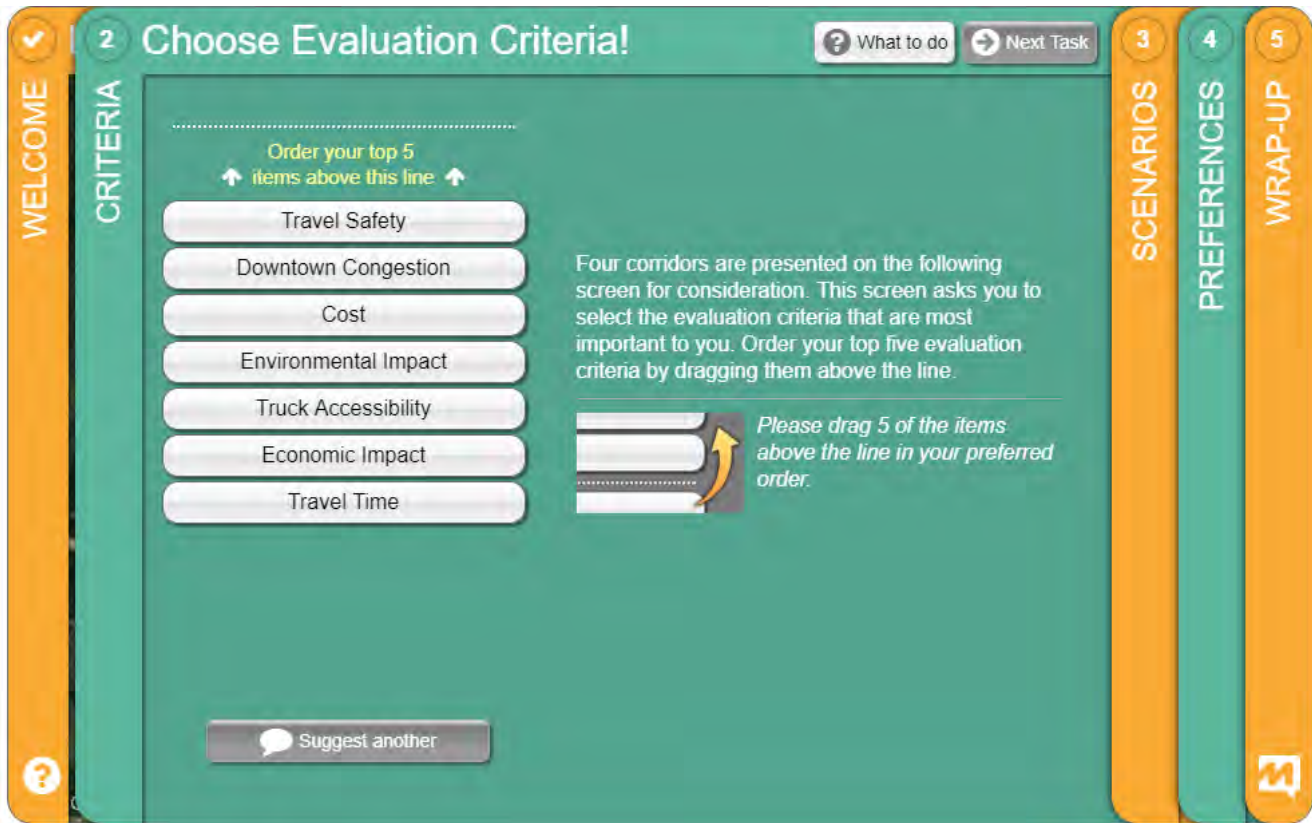 WELCOME
2
CRITERIA
Choose Evaluation Criteria!
What to do
Next Task
Order your top 5
items above this line
Travel Safety
Downtown Congestion
Cost
Environmental Impact
Truck Accessibility
Economic Impact
Travel Time
Suggest another
Four corridors are presented on the following
screen for consideration. This screen asks you to
select the evaluation criteria that are most
important to you. Order your top five evaluation
criteria by dragging them above the line.
Please drag 5 of the items
above the line in your preferred
order.
3
SCENARIOS
4
PREFERENCES
5
WRAP-UP